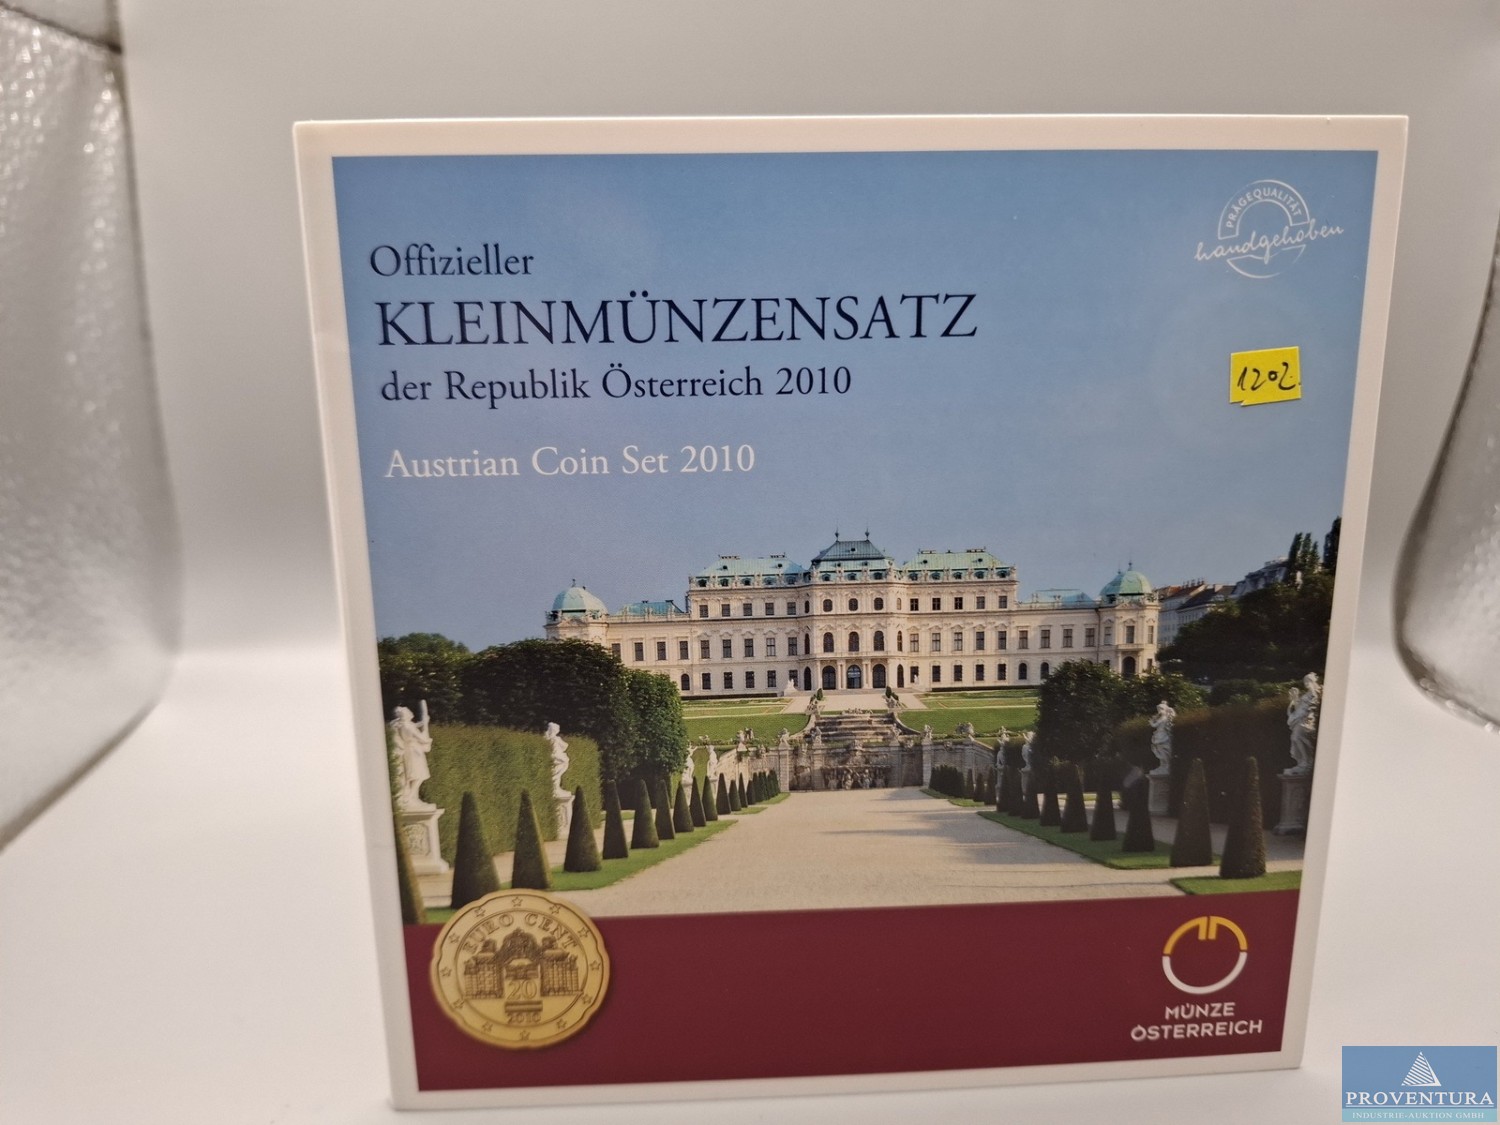 PRÄGEQUALITÄT
handgehoben
Offizieller
KLEINMÜNZENSATZ
der Republik Österreich 2010
1202.
Austrian Coin Set 2010
EURO CENT
20
2010
MÜNZE
ÖSTERREICH
PROVENTURA
INDUSTRIE-AUKTION GMBH